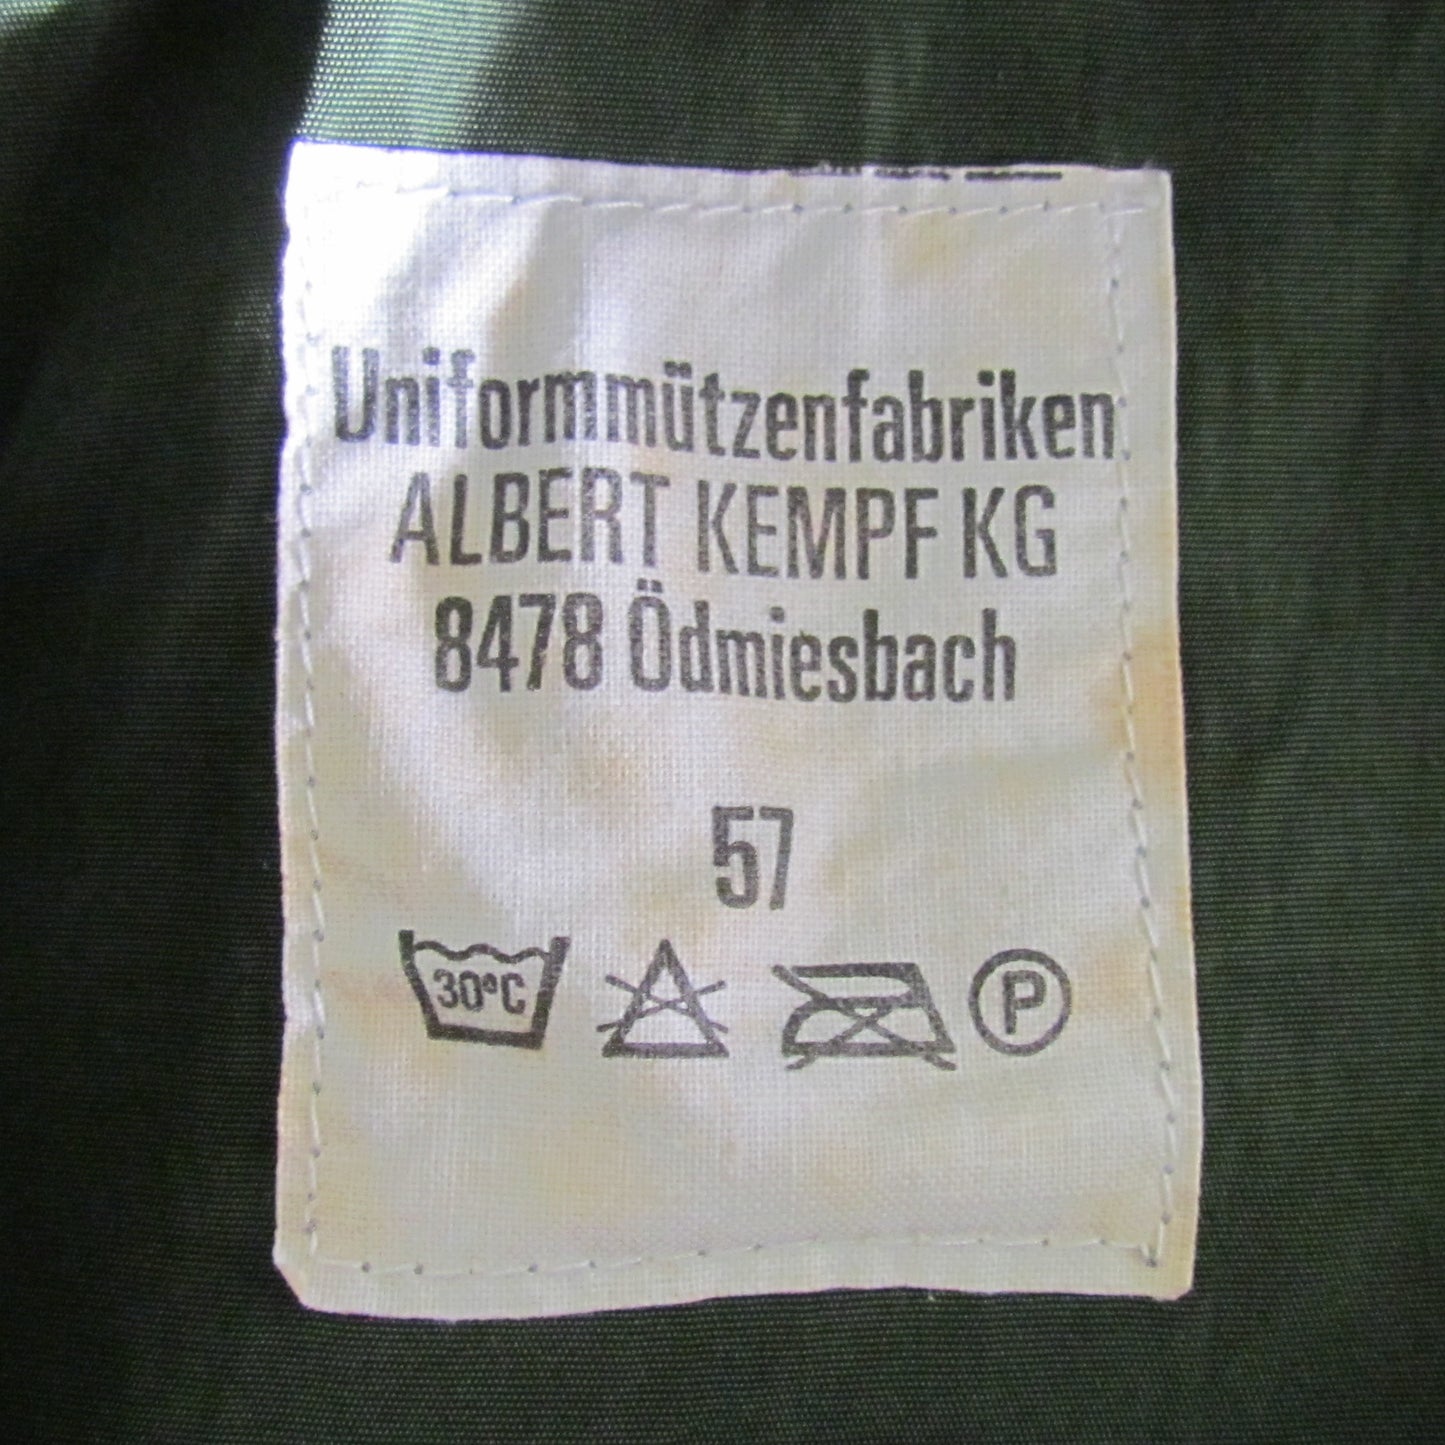 Uniformmützenfabriken
ALBERT KEMPF KG
8478 Ödmiesbach
57
30°C
P